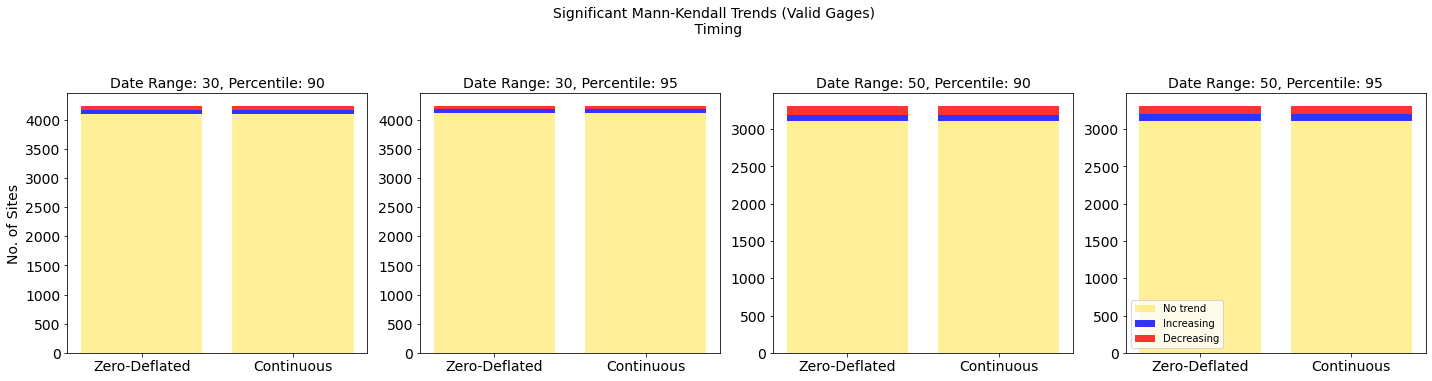 Significant Mann-Kendall Trends (Valid Gages)
Timing
Date Range: 30, Percentile: 90
No. of Sites
4000
3500
3000
2500
2000
1500
1000
500
0
Zero-Deflated Continuous
Date Range: 30, Percentile: 95
4000
3500
3000
2500
2000
1500
1000
500
0
Zero-Deflated Continuous
Date Range: 50, Percentile: 90
3000
2500
2000
1500
1000
500
0
Zero-Deflated Continuous
Date Range: 50, Percentile: 95
3000
2500
2000
1500
1000
500
0
No trend
Increasing
Decreasing
Zero-Deflated Continuous